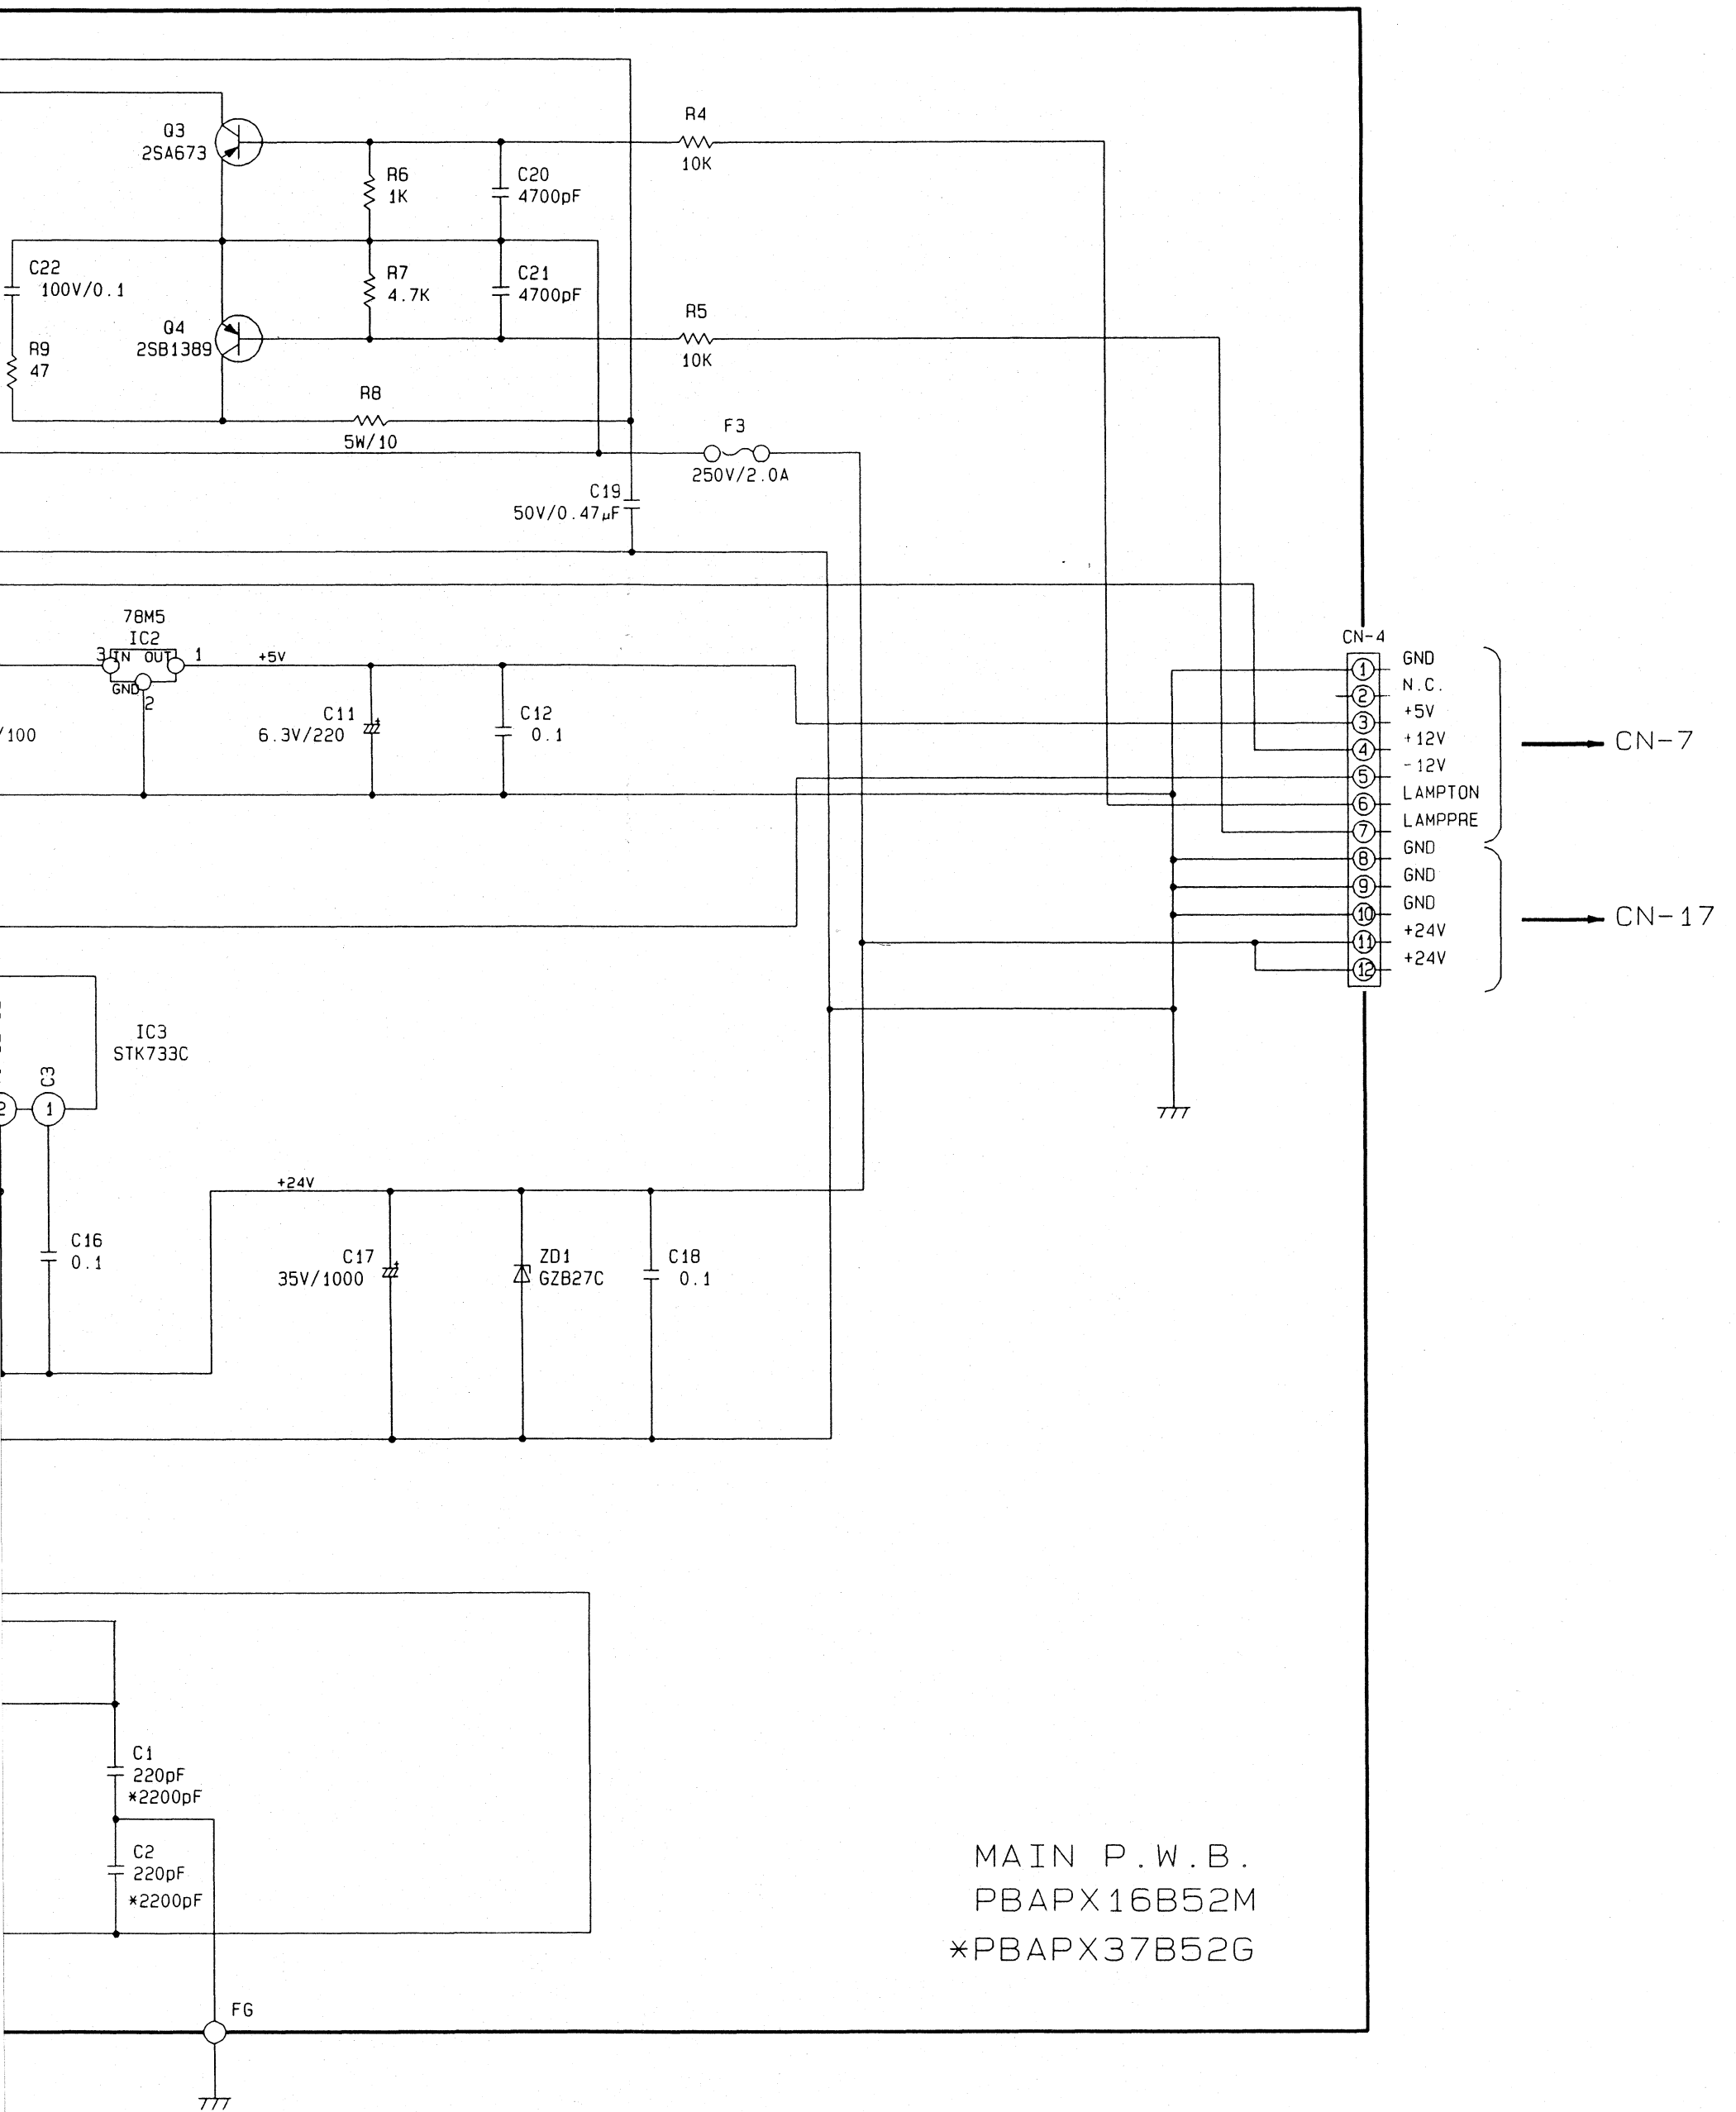 Q3
2SA673
R4
10K
R6
1K
C20
4700pF
C22
100V/0.1
R7
4.7K
C21
4700pF
R5
10K
Q4
2SB1389
R9
47
R8
5W/10
F3
250V/2.0A
C19
50V/0.47µF
78M5
IC2
3 IN OUT 1
GND
2
+5V
C11
6.3V/220
+
C12
0.1
/100
CN-4
1 GND
2 N.C.
3 +5V
4 +12V
5 -12V
6 LAMPTON
7 LAMPPRE
8 GND
9 GND
10 GND
11 +24V
12 +24V
CN-7
CN-17
IC3
STK733C
C3
2
1
C16
0.1
+24V
C17
35V/1000
+
ZD1
GZB27C
C18
0.1
C1
220pF
*2200pF
C2
220pF
*2200pF
FG
MAIN P.W.B.
PBAPX16B52M
*PBAPX37B52G